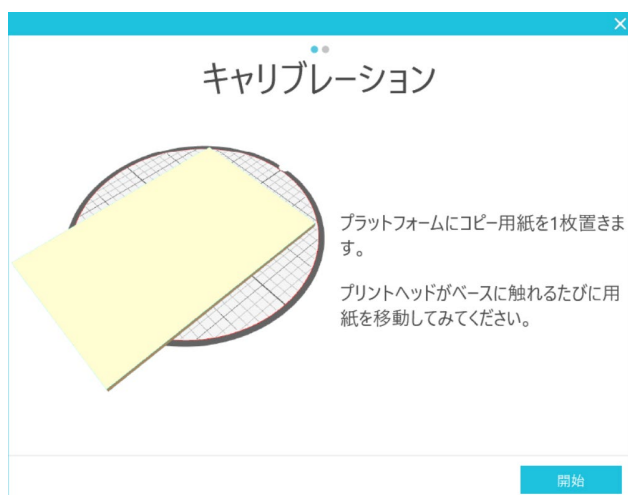 キャリブレーション
プラットフォームにコピー用紙を1枚置きま
す。
プリントヘッドがベースに触れるたびに用
紙を移動してみてください。
開始